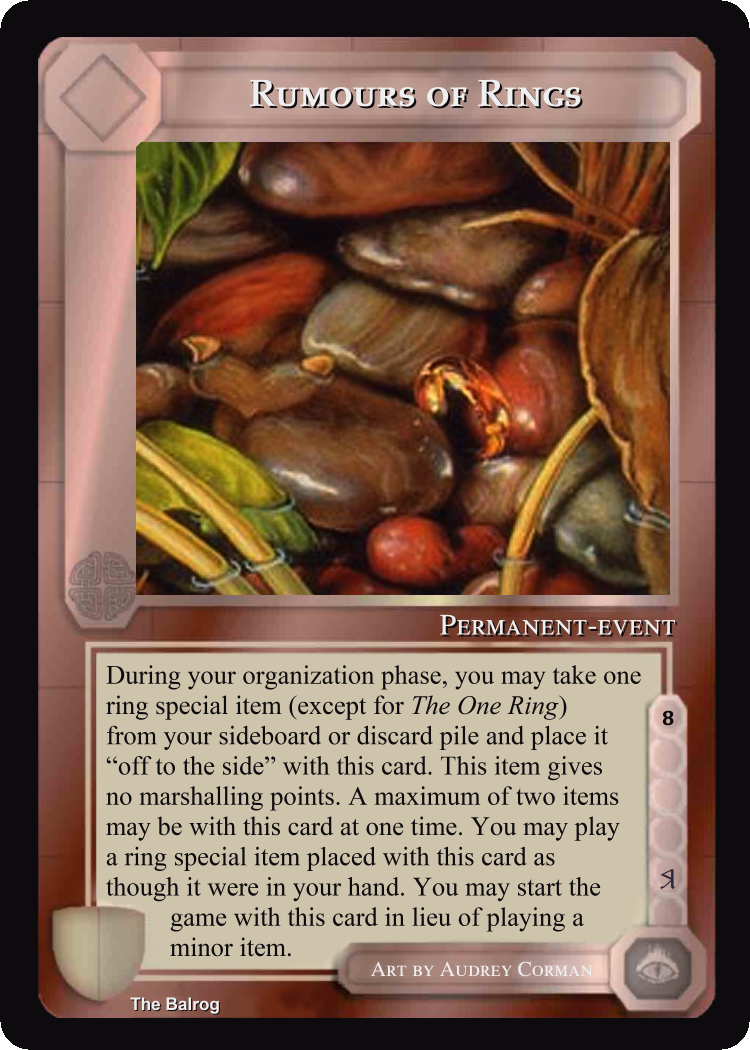 Rumours of Rings
Permanent-event
During your organization phase, you may take one
ring special item (except for The One Ring)
from your sideboard or discard pile and place it
“off to the side” with this card. This item gives
no marshalling points. A maximum of two items
may be with this card at one time. You may play
a ring special item placed with this card as
though it were in your hand. You may start the
game with this card in lieu of playing a
minor item.
8
Art by Audrey Corman
The Balrog